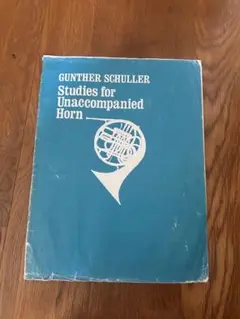 GUNTHER SCHULLER
Studies for
Unaccompanied
Horn